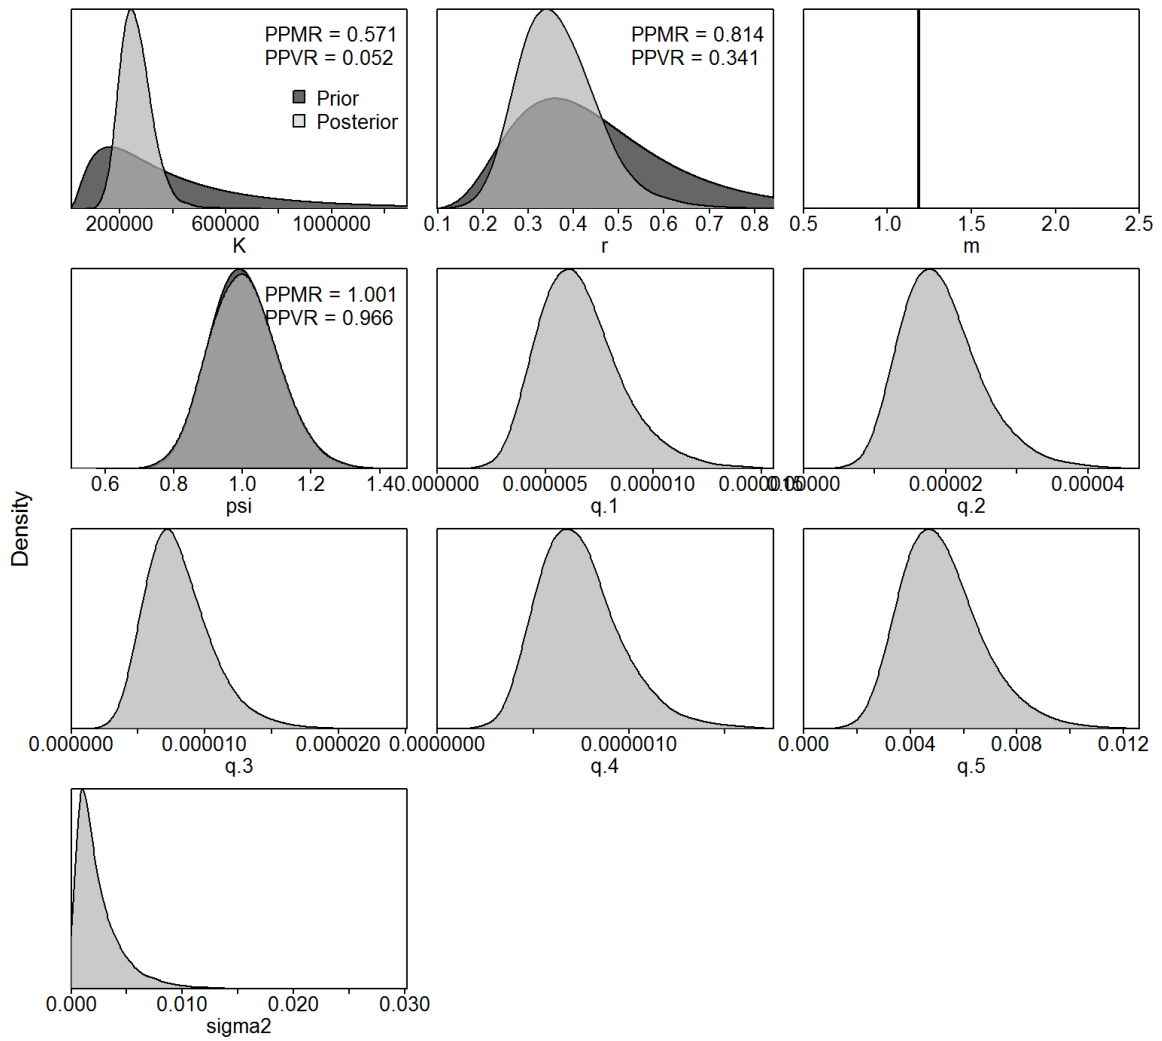 PPMR = 0.571
PPVR = 0.052
Prior
Posterior
200000 600000 1000000
K
PPMR = 0.814
PPVR = 0.341
0.1 0.2 0.3 0.4 0.5 0.6 0.7 0.8
r
0.5 1.0 1.5 2.0 2.5
m
PPMR = 1.001
PPVR = 0.966
0.6 0.8 1.0 1.2 1.4
psi
0.000000 0.000005 0.000010
q.1
0.00002 0.00004
q.2
Density
0.000000 0.000010 0.000020
q.3
0.0000000 0.0000010
q.4
0.000 0.004 0.008 0.012
q.5
0.000 0.010 0.020 0.030
sigma2